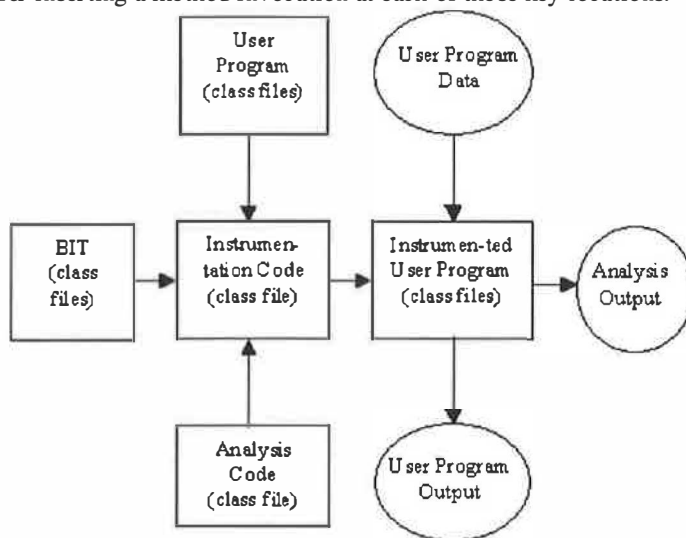 User
Program
(class files)
User Program
Data
BIT
(class
files)
Instrumen-
tation Code
(class file)
Instrumen-ted
User Program
(class files)
Analysis
Output
Analysis
Code
(class file)
User Program
Output